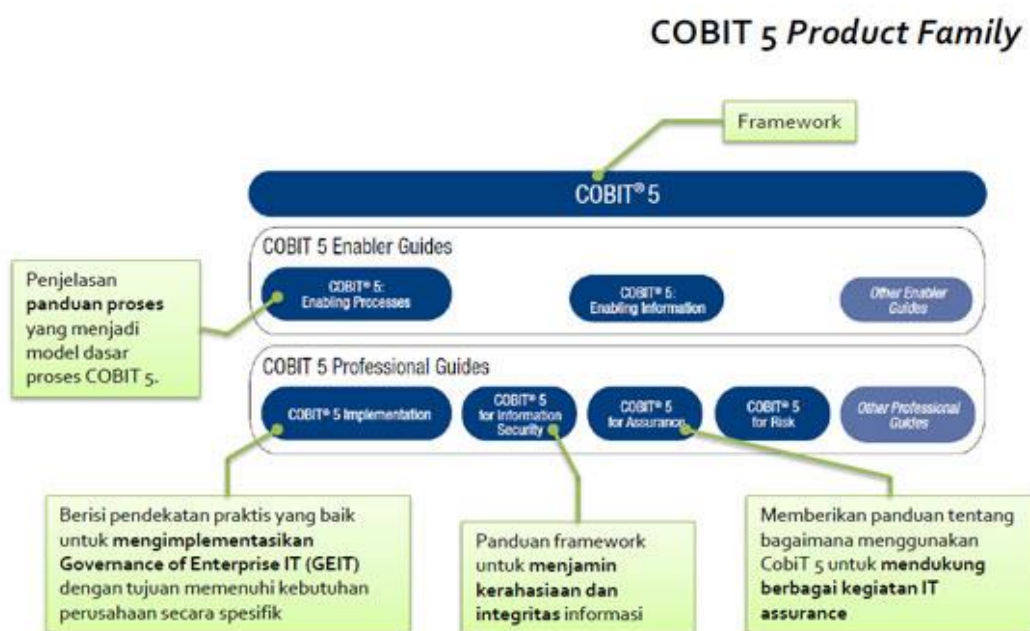 COBIT 5 Product Family
Framework
COBIT® 5
COBIT 5 Enabler Guides
COBIT® 5:
Enabling Processes
COBIT® 5:
Enabling Information
Other Enabler
Guides
Penjelasan
panduan proses
yang menjadi
model dasar
proses COBIT 5.
COBIT 5 Professional Guides
COBIT® 5 Implementation
COBIT® 5
for Information
Security
COBIT® 5
for Assurance
COBIT® 5
for Risk
Other Professional
Guides
Berisi pendekatan praktis yang baik
untuk mengimplementasikan
Governance of Enterprise IT (GEIT)
dengan tujuan memenuhi kebutuhan
perusahaan secara spesifik
Panduan framework
untuk menjamin
kerahasiaan dan
integritas informasi
Memberikan panduan tentang
bagaimana menggunakan
CobiT 5 untuk mendukung
berbagai kegiatan IT
assurance